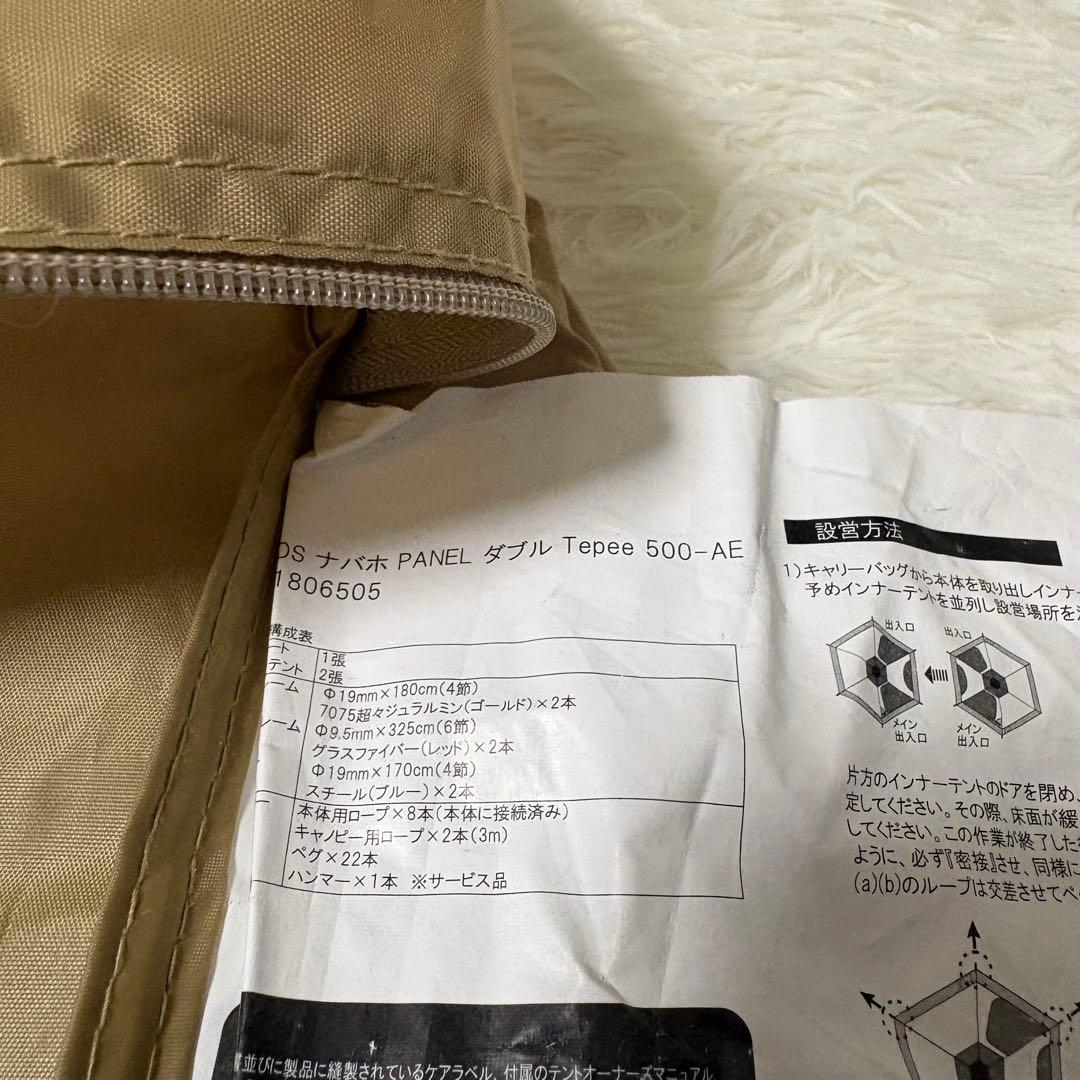 OS ナバホ PANEL ダブル Tepee 500-AE
1806505
構成表
ート 1張
テント 2張
ーム Φ19mm×180cm(4節)
7075超々ジュラルミン(ゴールド)×2本
ーム Φ9.5mm×325cm(6節)
グラスファイバー(レッド)×2本
Φ19mm×170cm(4節)
スチール(ブルー)×2本
本体用ロープ×8本(本体に接続済み)
キャノピー用ロープ×2本(3m)
ペグ×22本
ハンマー×1本 ※サービス品
並びに製品に縫製されているケアラベル、付属のテントオーナーズマニュアル
設営方法
1)キャリーバッグから本体を取り出しインナー
予めインナーテントを並列し設営場所を
出入口 出入口
メイン出入口 メイン出入口
片方のインナーテントのドアを閉め、
定してください。その際、床面が緩
してください。この作業が終了した
ように、必ず『密接』させ、同様に
(a)(b)のループは交差させてペ